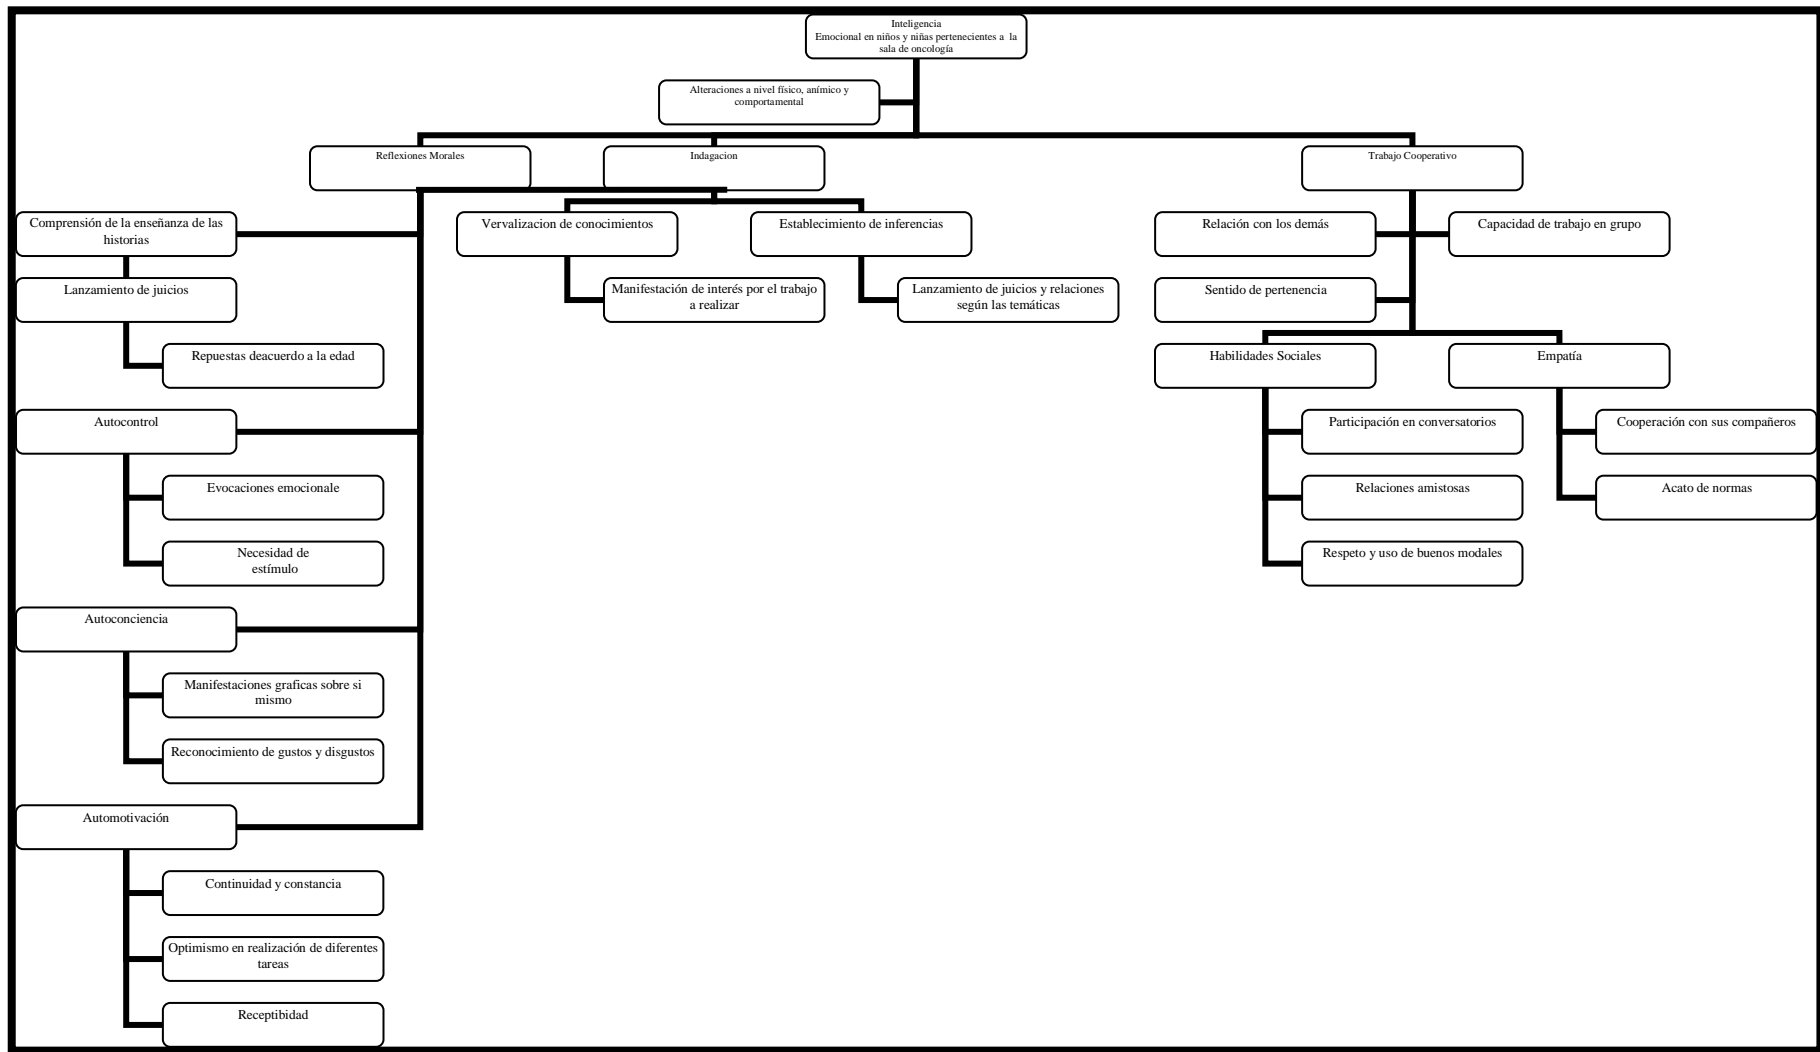 Inteligencia
Emocional en niños y niñas pertenecientes a la
sala de oncología
Alteraciones a nivel físico, anímico y
comportamental
Reflexiones Morales
Indagacion
Trabajo Cooperativo
Comprensión de la enseñanza de las
historias
Lanzamiento de juicios
Repuestas deacuerdo a la edad
Autocontrol
Evocaciones emocionale
Necesidad de
estímulo
Autoconciencia
Manifestaciones graficas sobre si
mismo
Reconocimiento de gustos y disgustos
Automotivación
Continuidad y constancia
Optimismo en realización de diferentes
tareas
Receptibidad
Vervalizacion de conocimientos
Manifestación de interés por el trabajo
a realizar
Establecimiento de inferencias
Lanzamiento de juicios y relaciones
según las temáticas
Relación con los demás
Capacidad de trabajo en grupo
Sentido de pertenencia
Habilidades Sociales
Participación en conversatorios
Relaciones amistosas
Respeto y uso de buenos modales
Empatía
Cooperación con sus compañeros
Acato de normas